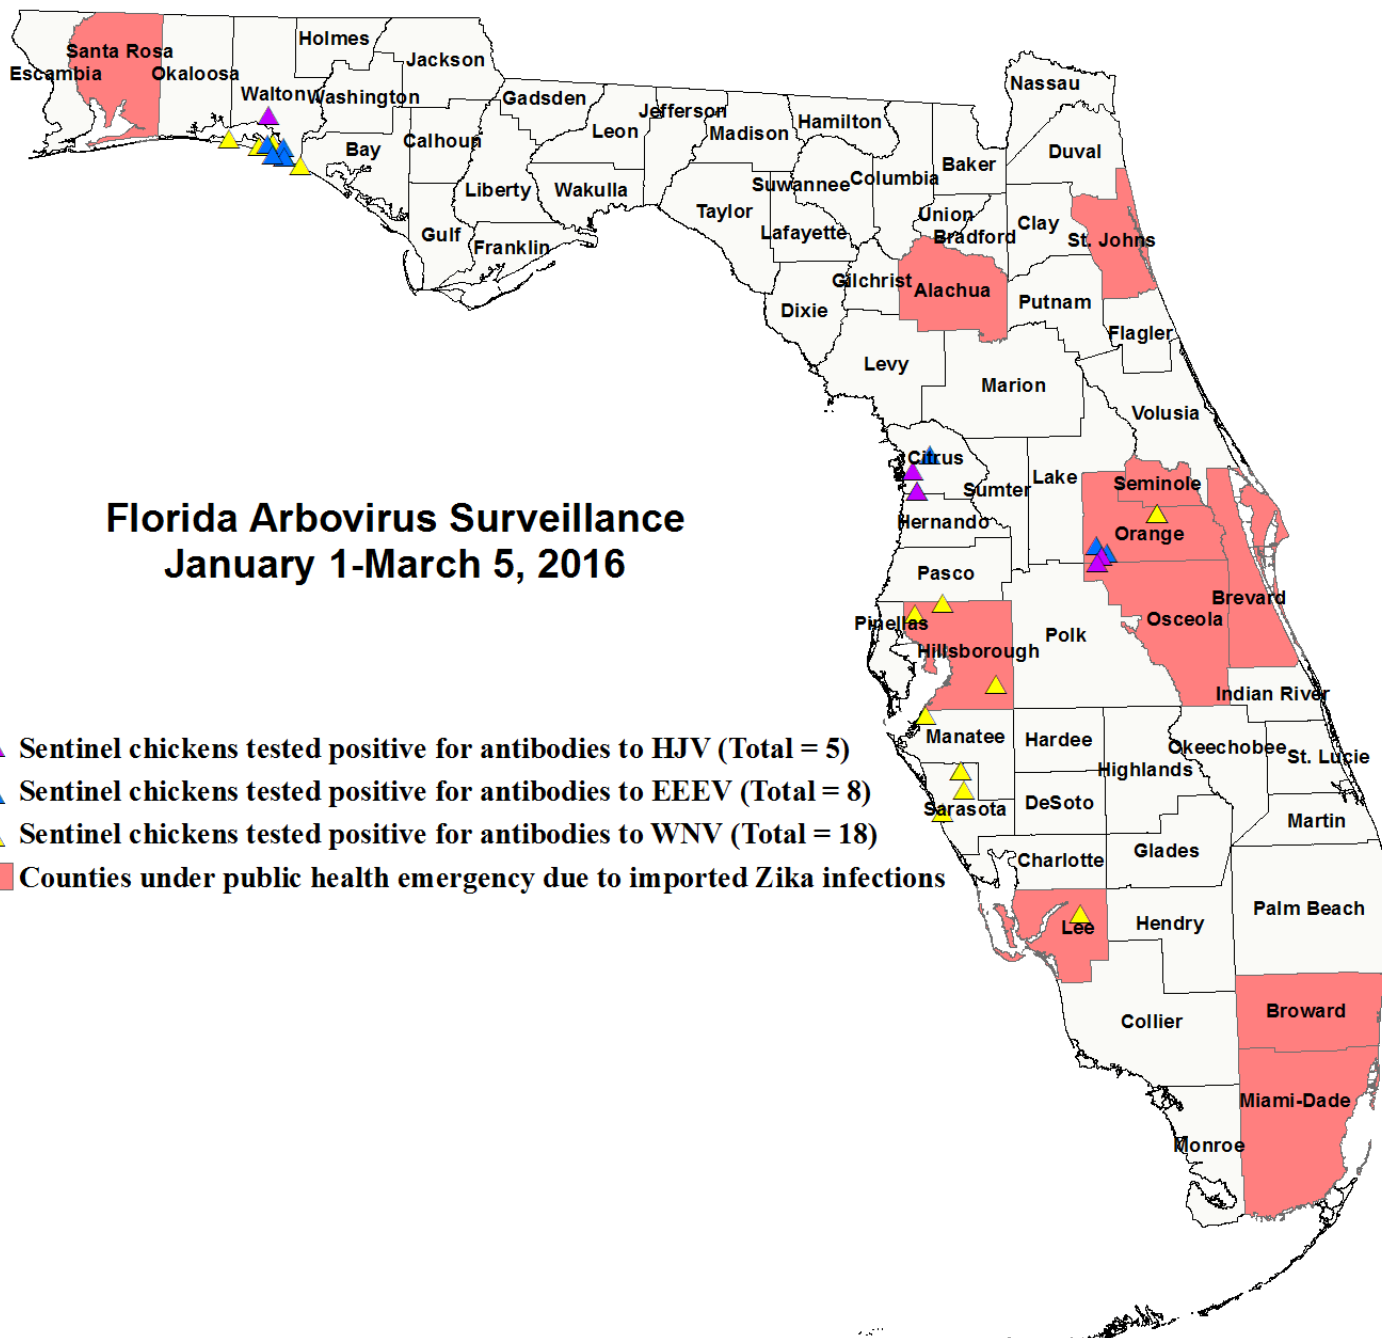 Holmes
Santa Rosa
Jackson
Escambia
Okaloosa
Walton
Washington
Gadsden
Nassau
Jefferson
Leon
Madison
Hamilton
Calhoun
Bay
Duval
Baker
Columbia
Suwannee
Liberty
Wakulla
Taylor
Union
Clay
Lafayette
Bradford
St. Johns
Gulf
Franklin
Gilchrist
Alachua
Putnam
Dixie
Flagler
Levy
Marion
Volusia
Citrus
Lake
Sumter
Seminole
Florida Arbovirus Surveillance
January 1-March 5, 2016
Hernando
Orange
Pasco
Brevard
Pinellas
Osceola
Polk
Hillsborough
Indian River
Manatee
Hardee
Okeechobee
St. Lucie
Highlands
Sentinel chickens tested positive for antibodies to HJV (Total = 5)
Sentinel chickens tested positive for antibodies to EEEV (Total = 8)
Sentinel chickens tested positive for antibodies to WNV (Total = 18)
Counties under public health emergency due to imported Zika infections
Sarasota
DeSoto
Martin
Charlotte
Glades
Palm Beach
Lee
Hendry
Broward
Collier
Miami-Dade
Monroe